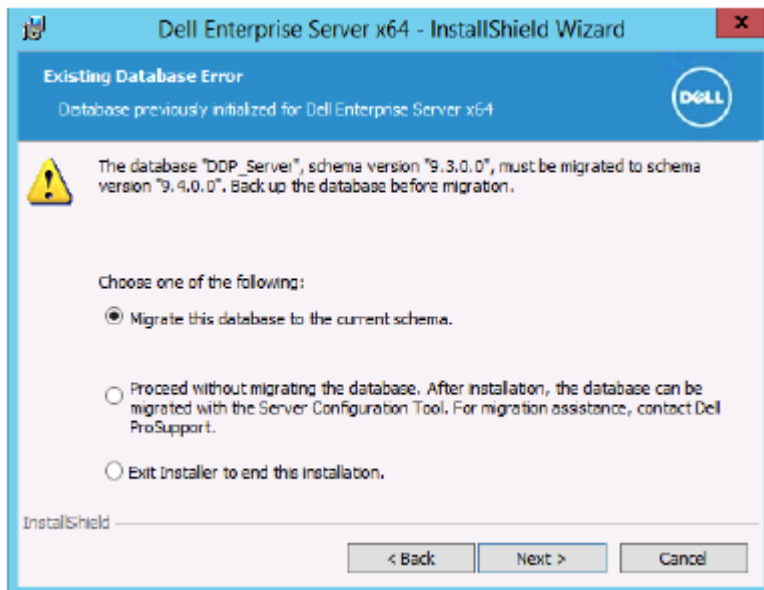 Dell Enterprise Server x64 - InstallShield Wizard
x
Existing Database Error
Database previously initialized for Dell Enterprise Server x64
DELL
The database "DDP_Server", schema version "9.3.0.0", must be migrated to schema
version "9.4.0.0". Back up the database before migration.
Choose one of the following:
Migrate this database to the current schema.
Proceed without migrating the database. After installation, the database can be
migrated with the Server Configuration Tool. For migration assistance, contact Dell
ProSupport.
Exit Installer to end this installation.
InstallShield
< Back Next > Cancel